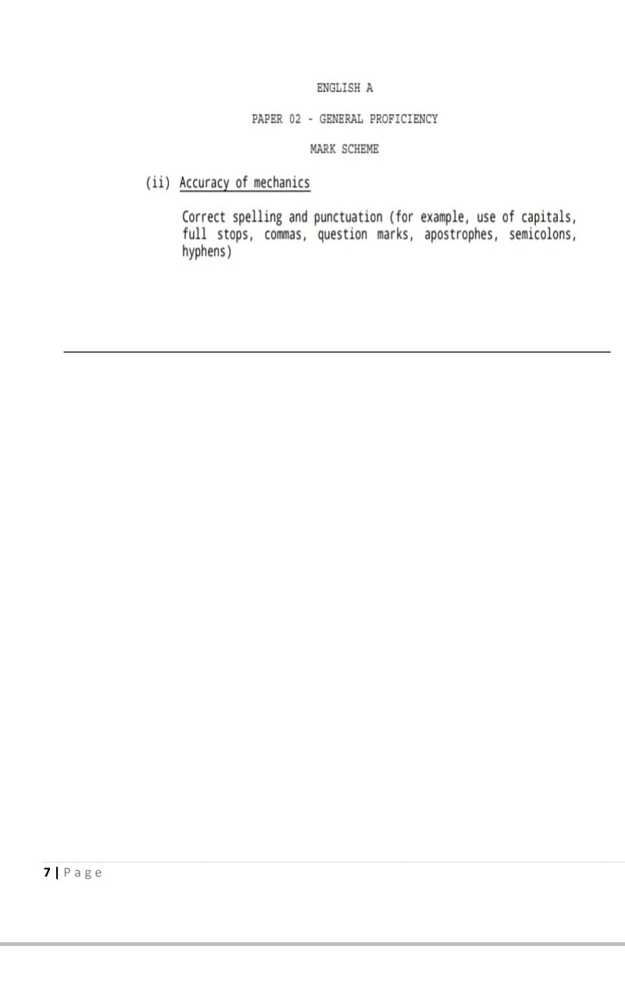 ENGLISH A
PAPER 02 - GENERAL PROFICIENCY
MARK SCHEME
(ii) Accuracy of mechanics
Correct spelling and punctuation (for example, use of capitals,
full stops, commas, question marks, apostrophes, semicolons,
hyphens)
7 | Page